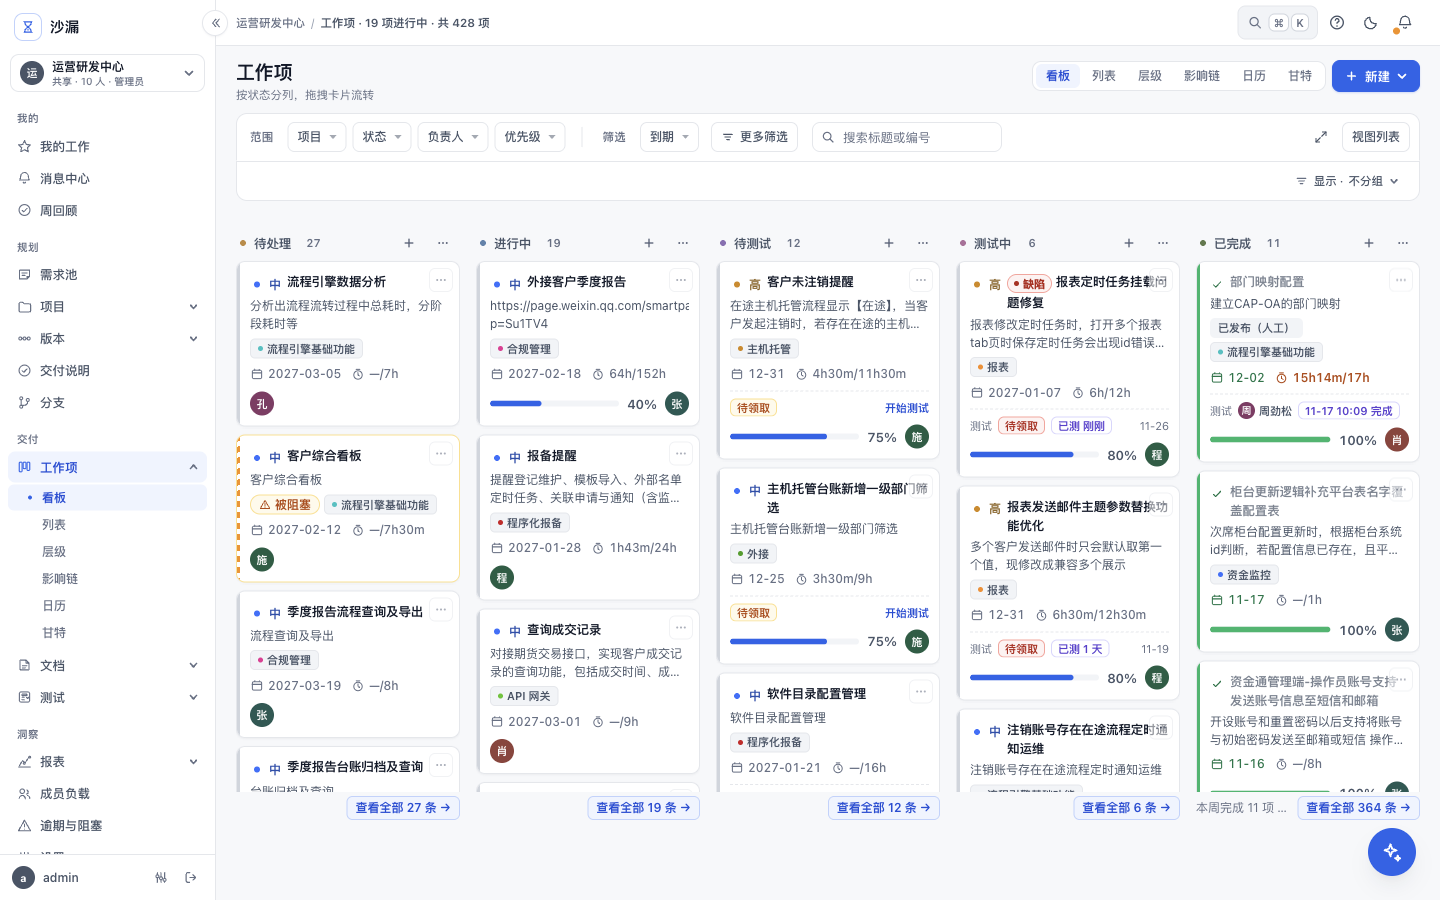 沙漏
运营研发中心 / 工作项 · 19 项进行中 · 共 428 项
⌘ K
运
运营研发中心
共享 · 10 人 · 管理员
我的
我的工作
消息中心
周回顾
规划
需求池
项目
版本
交付说明
分支
交付
工作项
看板
列表
层级
影响链
日历
甘特
文档
测试
洞察
报表
成员负载
逾期与阻塞
a admin
工作项
按状态分列，拖拽卡片流转
看板 列表 层级 影响链 日历 甘特
新建
范围 项目 状态 负责人 优先级 筛选 到期 更多筛选 搜索标题或编号 视图列表
显示 · 不分组
待处理 27
中 流程引擎数据分析
分析出流程流转过程中总耗时，分阶
段耗时等
流程引擎基础功能
2027-03-05 —/7h
孔
中 客户综合看板
客户综合看板
被阻塞 流程引擎基础功能
2027-02-12 —/7h30m
施
中 季度报告流程查询及导出
流程查询及导出
合规管理
2027-03-19 —/8h
张
中 季度报告台账归档及查询
台账归档及查询
查看全部 27 条 →
进行中 19
中 外接客户季度报告
https://page.weixin.qq.com/smartpa
p=Su1TV4
合规管理
2027-02-18 64h/152h
40% 张
中 报备提醒
提醒登记维护、模板导入、外部名单
定时任务、关联申请与通知（含监...
程序化报备
2027-01-28 1h43m/24h
程
中 查询成交记录
对接期货交易接口，实现客户成交记
录的查询功能，包括成交时间、成...
API 网关
2027-03-01 —/9h
肖
查看全部 19 条 →
待测试 12
高 客户未注销提醒
在途主机托管流程显示【在途】，当客
户发起注销时，若存在在途的主机...
主机托管
12-31 4h30m/11h30m
待领取 开始测试
75% 施
中 主机托管台账新增一级部门筛
选
主机托管台账新增一级部门筛选
外接
12-25 3h30m/9h
待领取 开始测试
75% 施
中 软件目录配置管理
软件目录配置管理
程序化报备
2027-01-21 —/16h
查看全部 12 条 →
测试中 6
高 缺陷 报表定时任务挂载问
题修复
报表修改定时任务时，打开多个报表
tab页时保存定时任务会出现id错误...
报表
2027-01-07 6h/12h
测试 待领取 已测 刚刚 11-26
80% 程
高 报表发送邮件主题参数替换功
能优化
多个客户发送邮件时只会默认取第一
个值，现修改成兼容多个展示
报表
12-31 6h30m/12h30m
测试 待领取 已测 1 天 11-19
80% 程
中 注销账号存在在途流程定时通
知运维
注销账号存在在途流程定时通知运维
查看全部 6 条 →
已完成 11
部门映射配置
建立CAP-OA的部门映射
已发布（人工）
流程引擎基础功能
12-02 15h14m/17h
测试 周 周劲松 11-17 10:09 完成
100% 肖
柜台更新逻辑补充平台表名字覆
盖配置表
次席柜台配置更新时，根据柜台系统
id判断，若配置信息已存在，且平...
资金监控
11-17 —/1h
100% 张
资金通管理端-操作员账号支持
发送账号信息至短信和邮箱
开设账号和重置密码以后支持将账号
与初始密码发送至邮箱或短信 操作...
11-16 —/8h
100% 张
本周完成 11 项 ... 查看全部 364 条 →